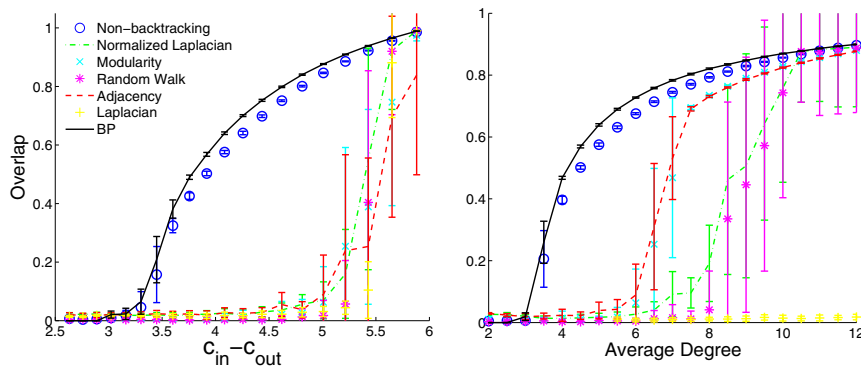 Non-backtracking
Normalized Laplacian
Modularity
Random Walk
Adjacency
Laplacian
BP
Overlap
1
0.8
0.6
0.4
0.2
0
2.5
3
3.5
4
4.5
5
5.5
6
c_in-c_out
1
0.8
0.6
0.4
0.2
0
2
4
6
8
10
12
Average Degree